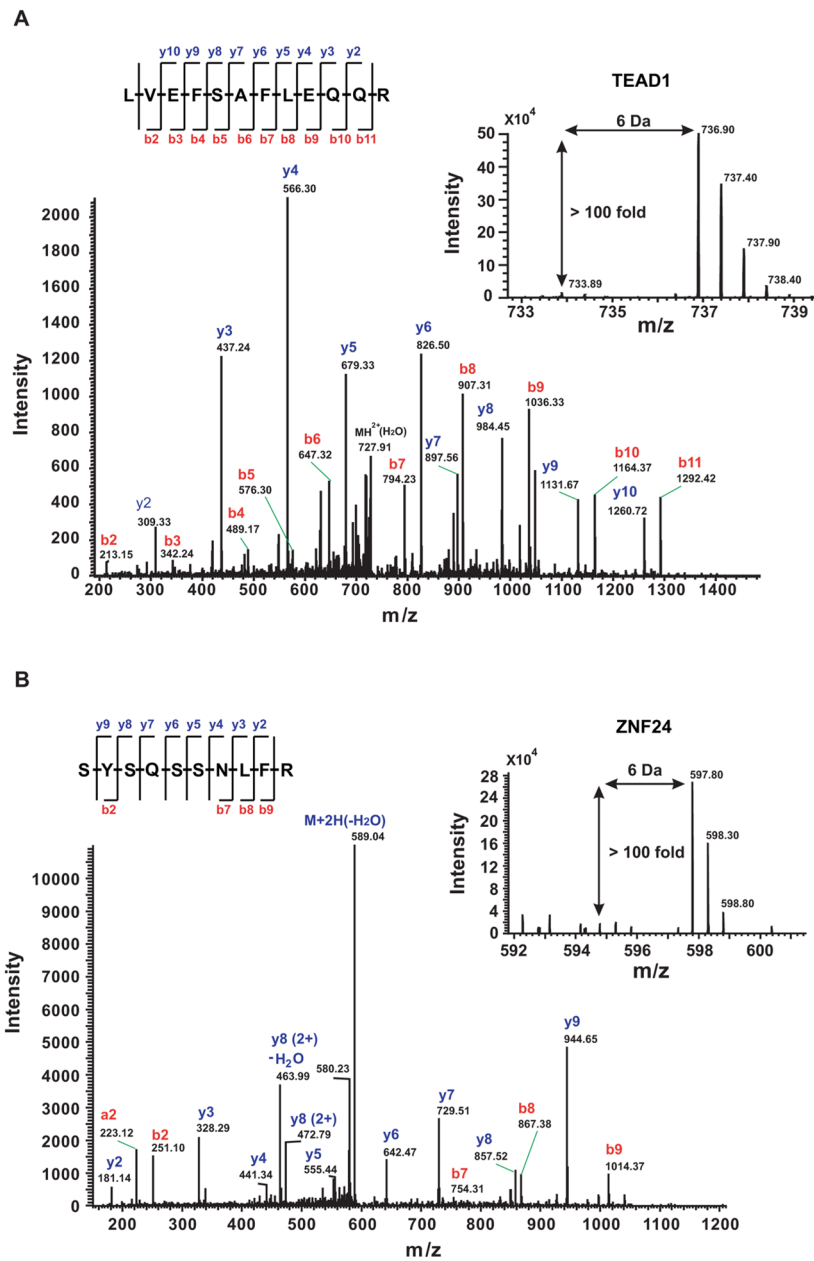 A
y10 y9 y8 y7 y6 y5 y4 y3 y2
L V E F S A F L E Q Q R
b2 b3 b4 b5 b6 b7 b8 b9 b10 b11
TEAD1
X10⁴
Intensity
50
40
30
20
10
0
6 Da
> 100 fold
733.89
736.90
737.40
737.90
738.40
733 735 737 739
m/z
Intensity
2000
1800
1600
1400
1200
1000
800
600
400
200
0
b2
213.15
y2
309.33
b3
342.24
y3
437.24
b4
489.17
b5
576.30
y4
566.30
b6
647.32
y5
679.33
MH²⁺(H₂O)
727.91
b7
794.23
y6
826.50
y7
897.56
b8
907.31
y8
984.45
b9
1036.33
y9
1131.67
b10
1164.37
y10
1260.72
b11
1292.42
200 300 400 500 600 700 800 900 1000 1100 1200 1300 1400
m/z
B
y9 y8 y7 y6 y5 y4 y3 y2
S Y S Q S S N L F R
b2 b7 b8 b9
ZNF24
X10⁴
Intensity
28
24
20
16
12
8
4
0
6 Da
> 100 fold
597.80
598.30
598.80
592 594 596 598 600
m/z
Intensity
10000
9000
8000
7000
6000
5000
4000
3000
2000
1000
0
y2
181.14
a2
223.12
b2
251.10
y3
328.29
y4
441.34
y8 (2+)
-H₂O
463.99
y8 (2+)
472.79
y5
555.44
580.23
M+2H(-H₂O)
589.04
y6
642.47
y7
729.51
b7
754.31
y8
857.52
b8
867.38
y9
944.65
b9
1014.37
200 300 400 500 600 700 800 900 1000 1100 1200
m/z